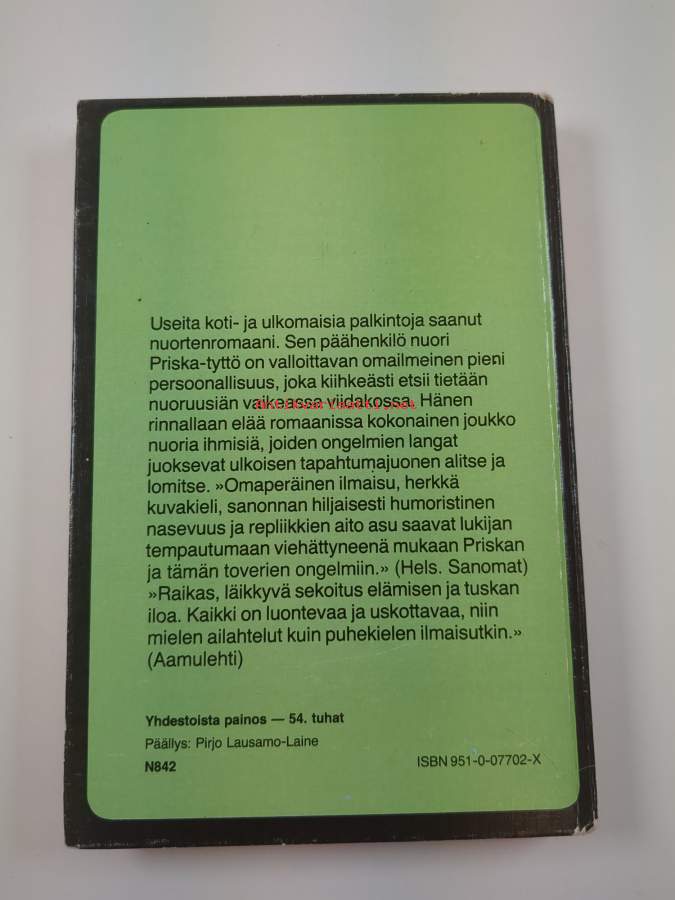 Useita koti- ja ulkomaisia palkintoja saanut
nuortenromaani. Sen päähenkilö nuori
Priska-tyttö on valloittavan omailmeinen pieni
persoonallisuus, joka kiihkeästi etsii tietään
nuoruusiän vaikeassa viidakossa. Hänen
Antikvariaatti.net
rinnallaan elää romaanissa kokonainen joukko
nuoria ihmisiä, joiden ongelmien langat
juoksevat ulkoisen tapahtumajuonen alitse ja
lomitse. »Omaperäinen ilmaisu, herkkä
kuvakieli, sanonnan hiljaisesti humoristinen
nasevuus ja repliikkien aito asu saavat lukijan
tempautumaan viehättyneenä mukaan Priskan
ja tämän toverien ongelmiin.» (Hels. Sanomat)
»Raikas, läikkyvä sekoitus elämisen ja tuskan
iloa. Kaikki on luontevaa ja uskottavaa, niin
mielen ailahtelut kuin puhekielen ilmaisutkin.»
(Aamulehti)
Yhdestoista painos — 54. tuhat
Päällys: Pirjo Lausamo-Laine
N842
ISBN 951-0-07702-X